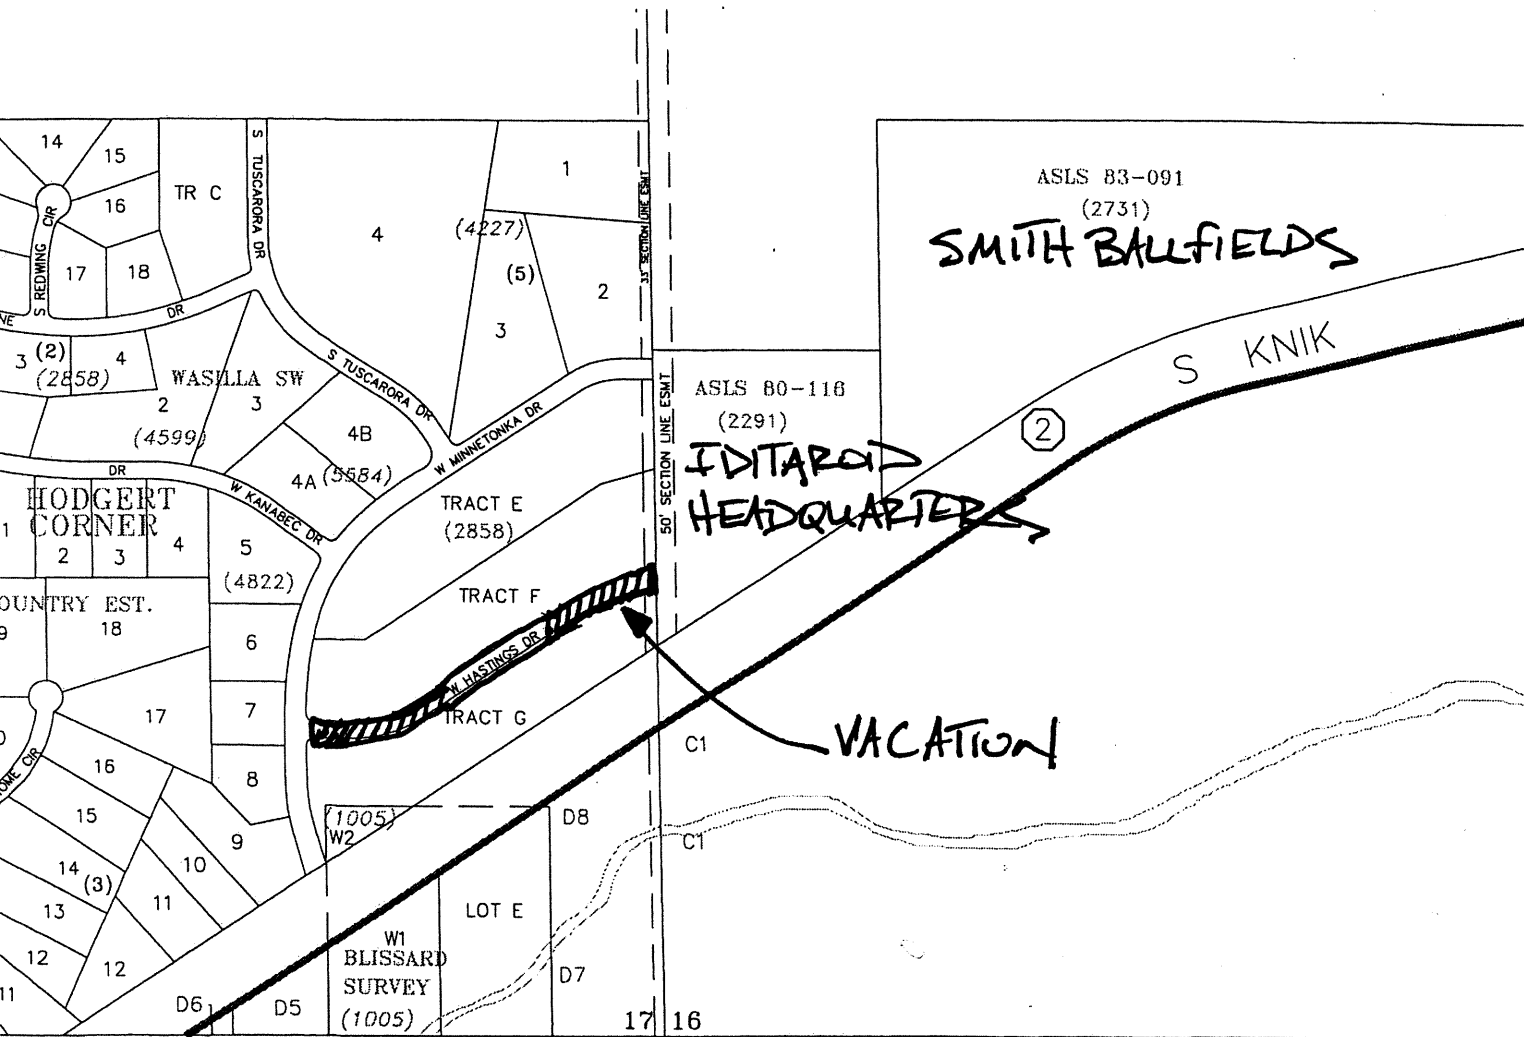 14
15
16
17
18
TR C
S REDWING CIR
S TUSCARORA DR
DR
4
1
(4227)
(5)
2
3
33' SECTION LINE ESMT
ASLS 83-091
(2731)
SMITH BALLFIELDS
S KNIK
2
3
(2)
4
(2858)
WASILLA SW
2
3
(4599)
S TUSCARORA DR
4B
4A
(5584)
W MINNETONKA DR
ASLS 80-116
(2291)
IDITAROD
HEADQUARTERS
50' SECTION LINE ESMT
DR
W KANABEC DR
HODGERT
CORNER
1
2
3
4
5
(4822)
TRACT E
(2858)
TRACT F
W HASTINGS DR
TRACT G
OUNTRY EST.
9
18
6
7
8
17
16
15
14
(3)
13
12
11
OME CIR
9
10
11
12
VACATION
C1
C1
(1005)
W2
D8
LOT E
W1
BLISSARD
SURVEY
(1005)
D7
D6
D5
17
16